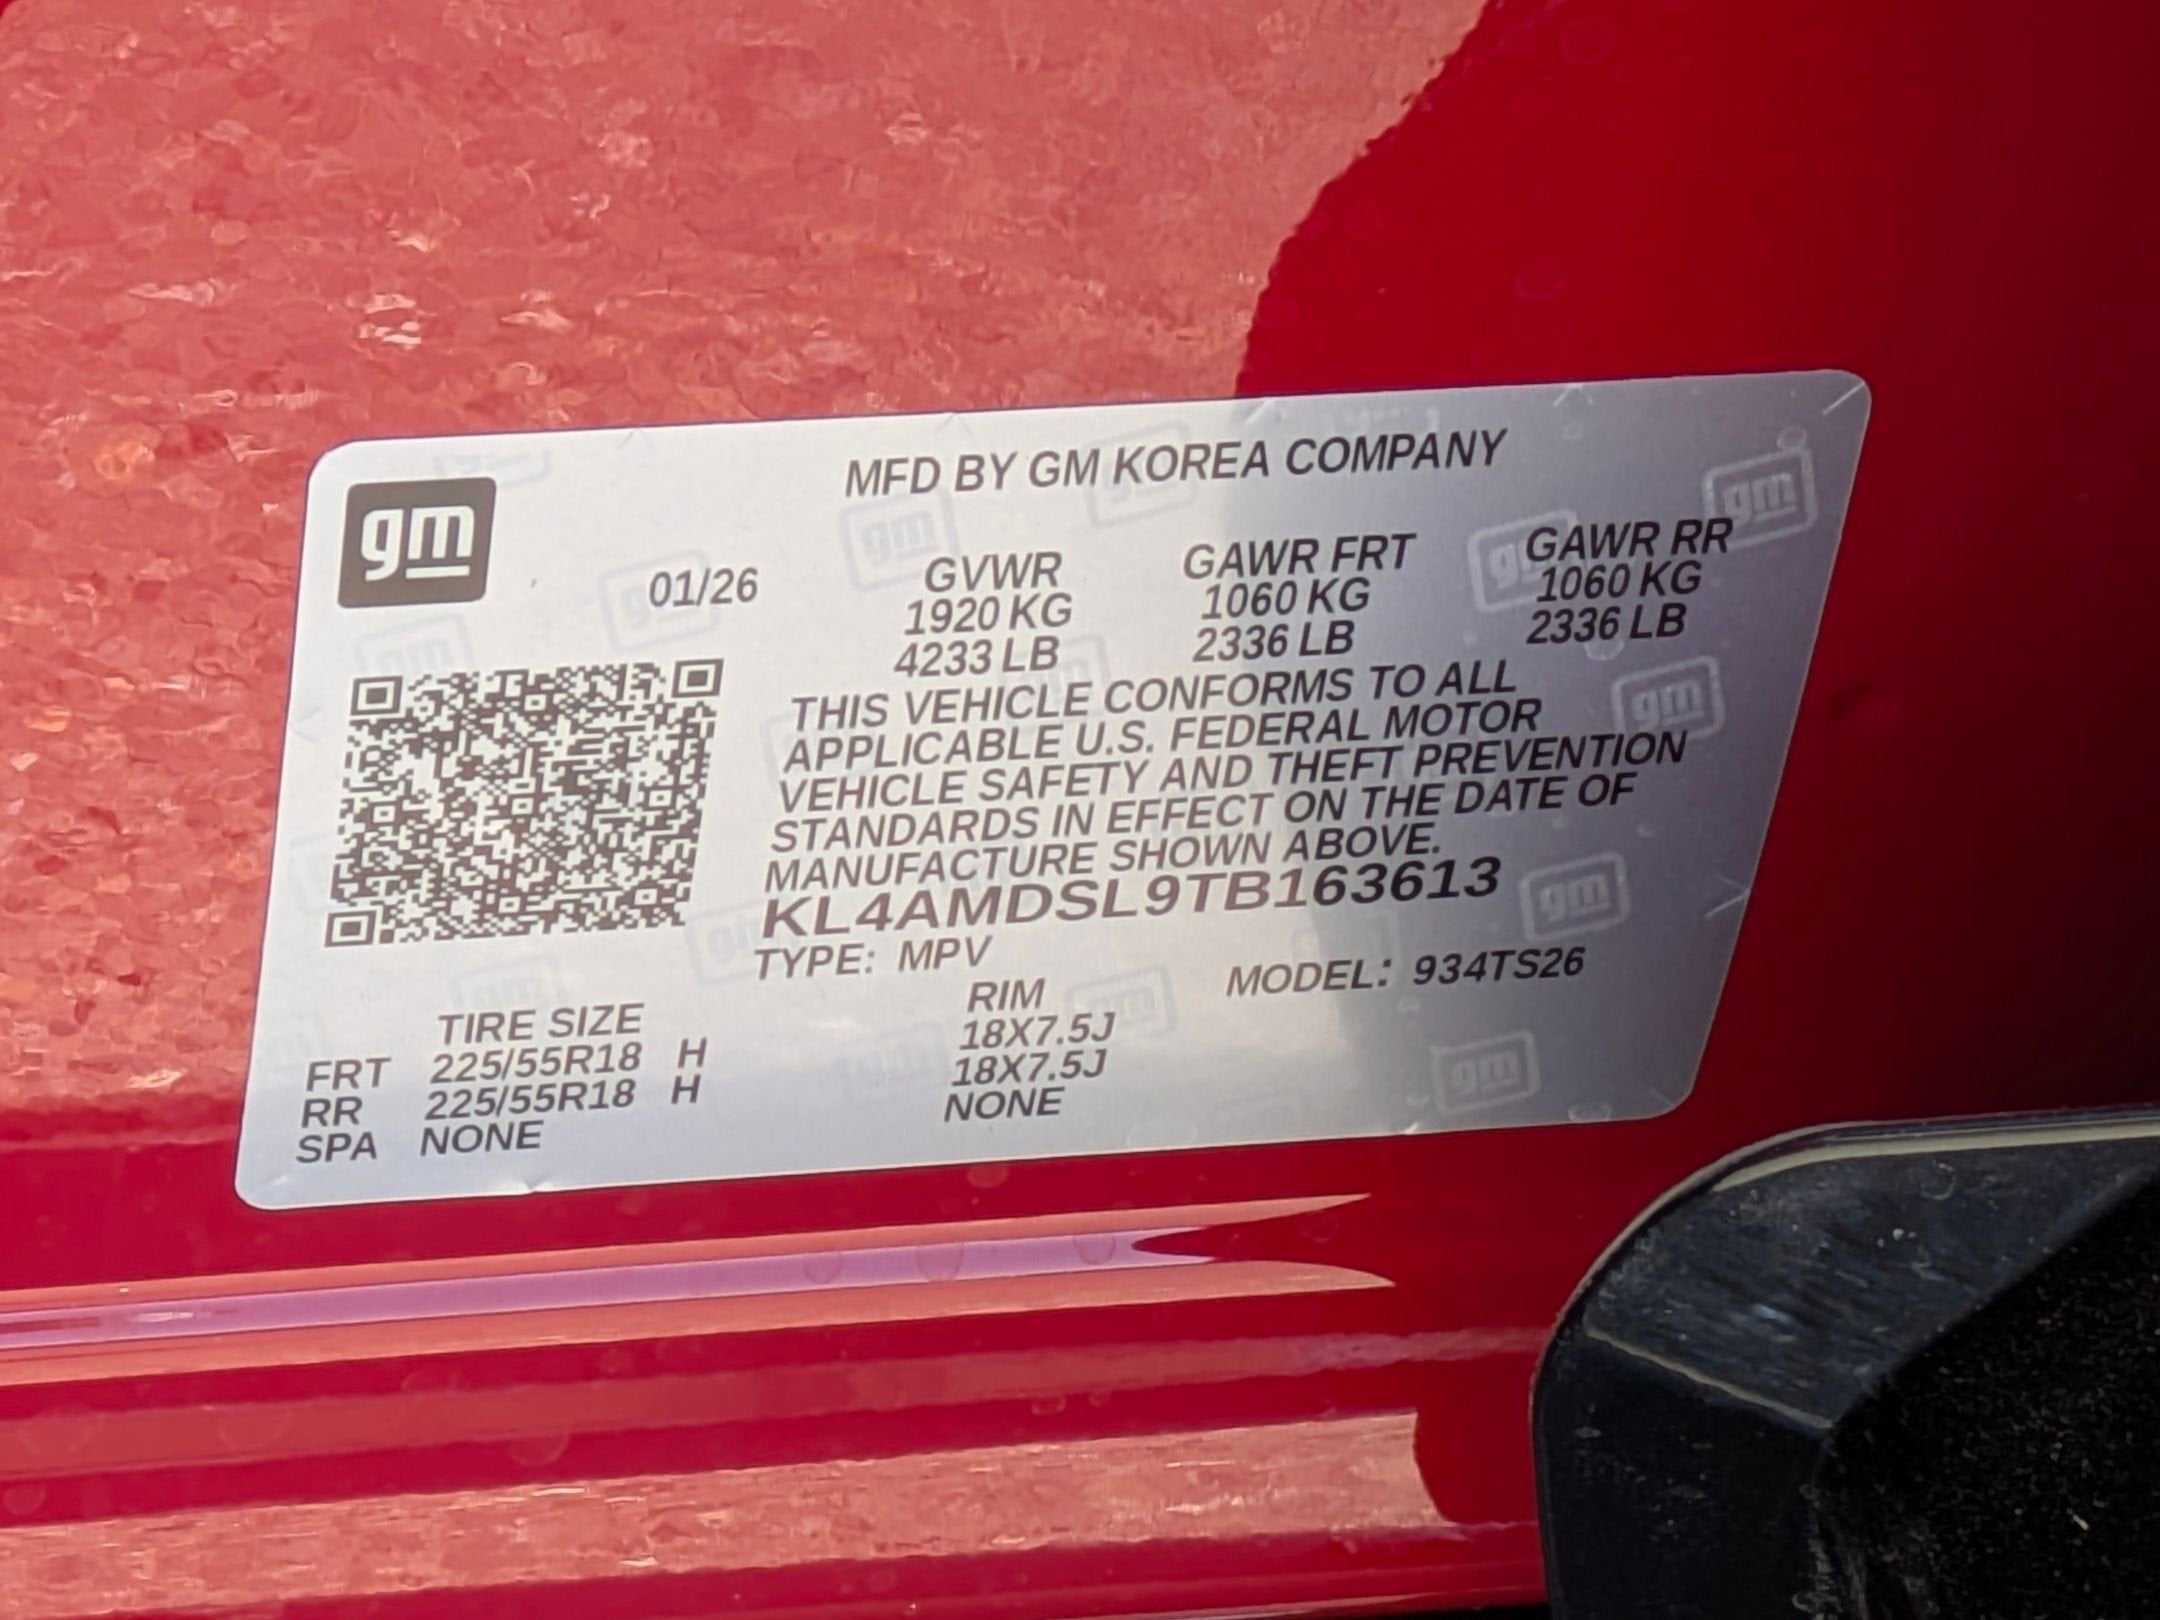 gm
MFD BY GM KOREA COMPANY
01/26
GVWR GAWR FRT GAWR RR
1920 KG 1060 KG 1060 KG
4233 LB 2336 LB 2336 LB
THIS VEHICLE CONFORMS TO ALL
APPLICABLE U.S. FEDERAL MOTOR
VEHICLE SAFETY AND THEFT PREVENTION
STANDARDS IN EFFECT ON THE DATE OF
MANUFACTURE SHOWN ABOVE.
KL4AMDSL9TB163613
TYPE: MPV MODEL: 934TS26
TIRE SIZE RIM
FRT 225/55R18 H 18X7.5J
RR 225/55R18 H 18X7.5J
SPA NONE NONE